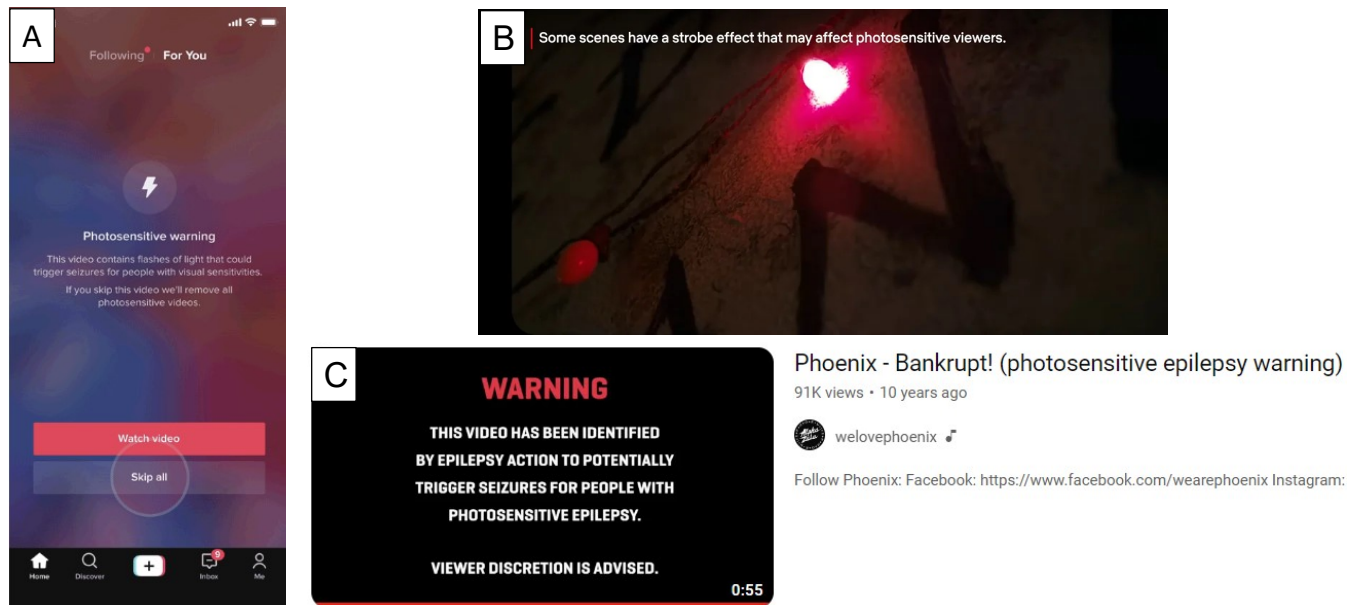 A
Following For You
Photosensitive warning
This video contains flashes of light that could
trigger seizures for people with visual sensitivities.
If you skip this video we'll remove all
photosensitive videos.
Watch video
Skip all
Home Discover Inbox 9 Me
B
Some scenes have a strobe effect that may affect photosensitive viewers.
C
WARNING
THIS VIDEO HAS BEEN IDENTIFIED
BY EPILEPSY ACTION TO POTENTIALLY
TRIGGER SEIZURES FOR PEOPLE WITH
PHOTOSENSITIVE EPILEPSY.
VIEWER DISCRETION IS ADVISED.
0:55
Phoenix - Bankrupt! (photosensitive epilepsy warning)
91K views • 10 years ago
welovephoenix
Follow Phoenix: Facebook: https://www.facebook.com/wearephoenix Instagram: